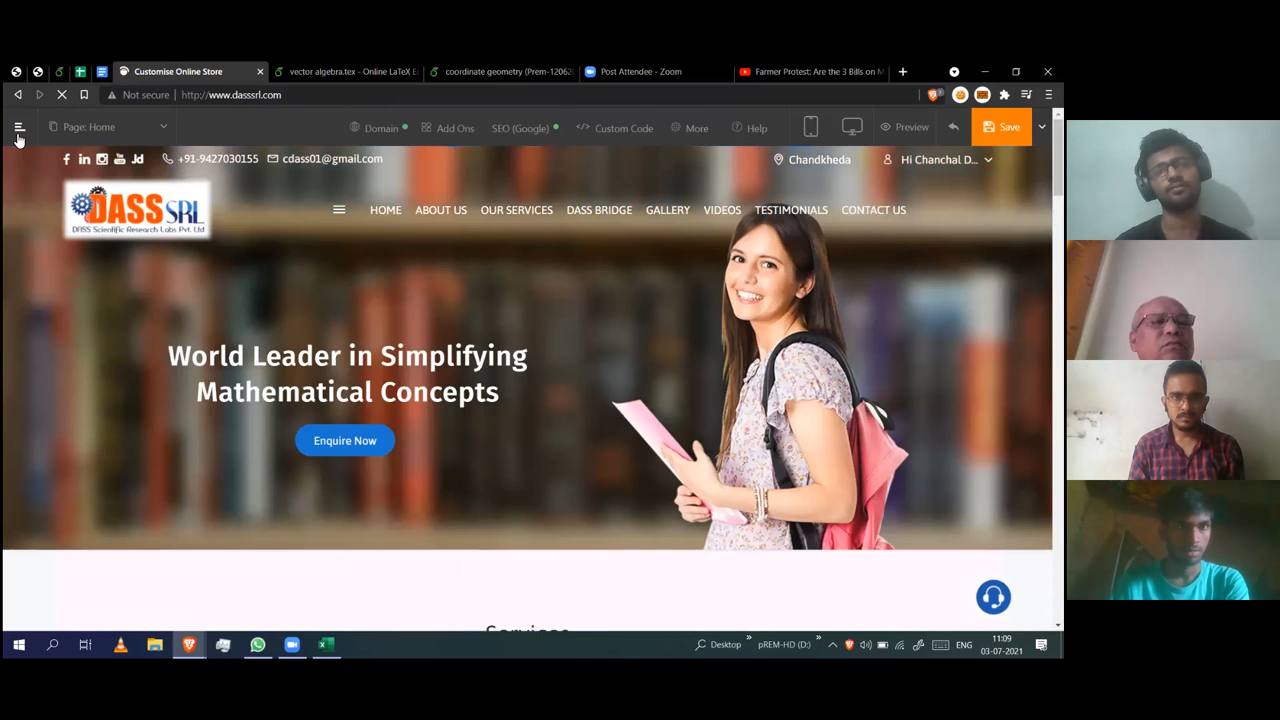 Customise Online Store
vector algebra.tex - Online LaTeX E
coordinate geometry (Prem-12062
Post Attendee - Zoom
Farmer Protest: Are the 3 Bills on M
Not secure
http://www.dasssrl.com
Page: Home
Domain
Add Ons
SEO (Google)
</> Custom Code
More
Help
Preview
Save
+91-9427030155
cdass01@gmail.com
Chandkheda
Hi Chanchal D...
DASS SRL
DASS Scientific Research Labs Pvt. Ltd
HOME
ABOUT US
OUR SERVICES
DASS BRIDGE
GALLERY
VIDEOS
TESTIMONIALS
CONTACT US
World Leader in Simplifying
Mathematical Concepts
Enquire Now
Services
Desktop
pREM-HD (D:)
ENG
11:09
03-07-2021